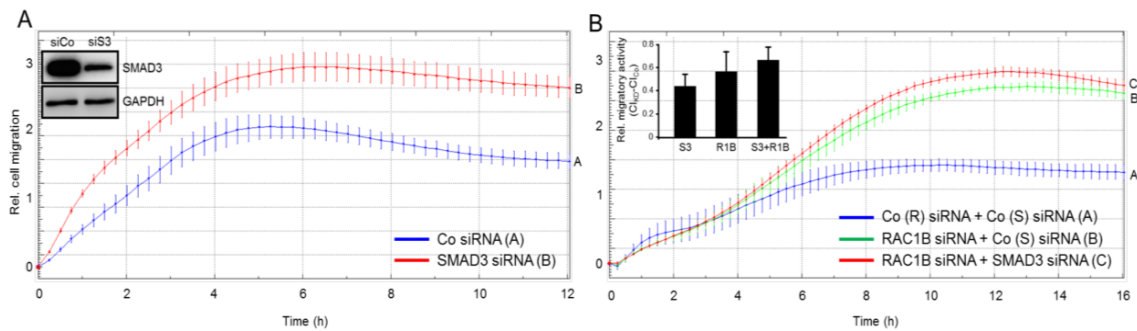 A
siCo siS3
SMAD3
GAPDH
Rel. cell migration
3
2
1
0
B
A
Co siRNA (A)
SMAD3 siRNA (B)
0 2 4 6 8 10 12
Time (h)
B
Rel. migratory activity
(CI_KD-CI_Co)
0.8
0.6
0.4
0.2
0
S3 R1B S3+R1B
3
2
1
0
C
B
A
Co (R) siRNA + Co (S) siRNA (A)
RAC1B siRNA + Co (S) siRNA (B)
RAC1B siRNA + SMAD3 siRNA (C)
0 2 4 6 8 10 12 14 16
Time (h)